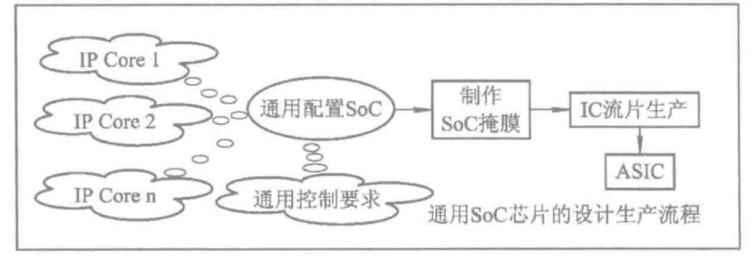 IP Core 1
IP Core 2
IP Core n
通用配置SoC
通用控制要求
制作
SoC掩膜
IC流片生产
ASIC
通用SoC芯片的设计生产流程